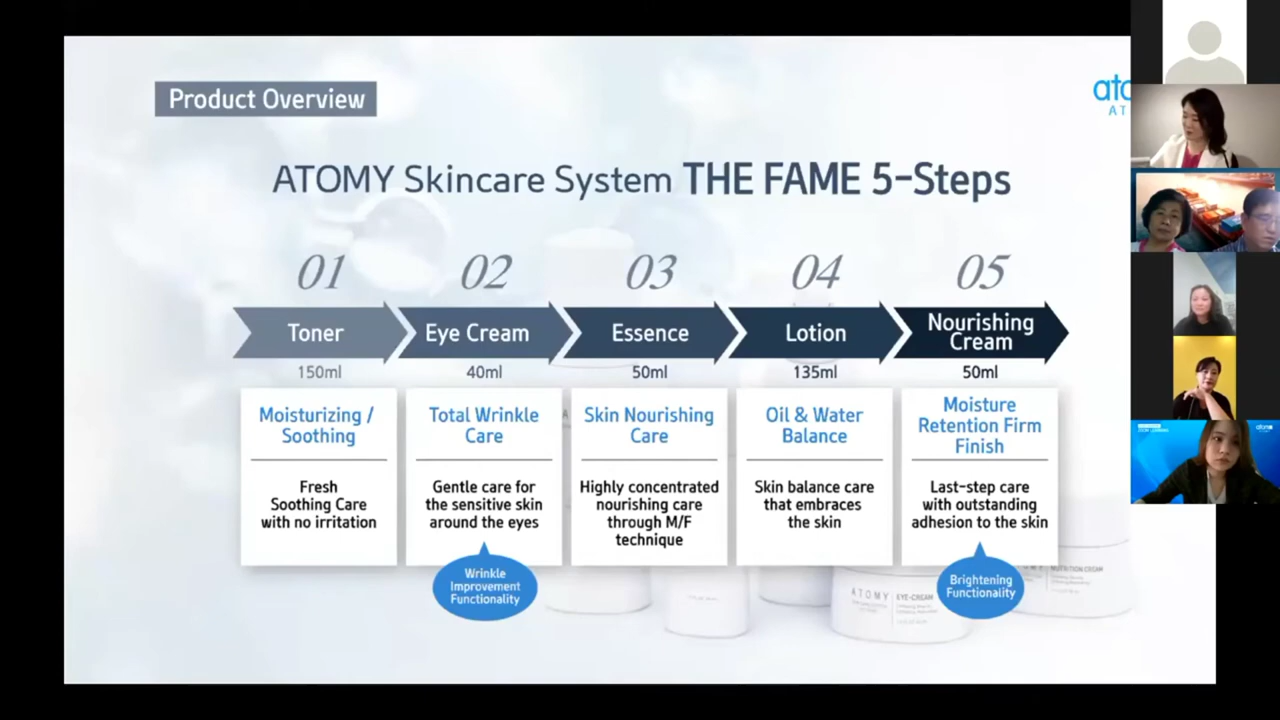 Product Overview
ATOMY Skincare System THE FAME 5-Steps
01
02
03
04
05
Toner
Eye Cream
Essence
Lotion
Nourishing
Cream
150ml
40ml
50ml
135ml
50ml
Moisturizing /
Soothing
Fresh
Soothing Care
with no irritation
Total Wrinkle
Care
Gentle care for
the sensitive skin
around the eyes
Wrinkle
Improvement
Functionality
Skin Nourishing
Care
Highly concentrated
nourishing care
through M/F
technique
Oil & Water
Balance
Skin balance care
that embraces
the skin
Moisture
Retention Firm
Finish
Last-step care
with outstanding
adhesion to the skin
Brightening
Functionality
ATOMY
EYE-CREAM
NUTRITION CREAM